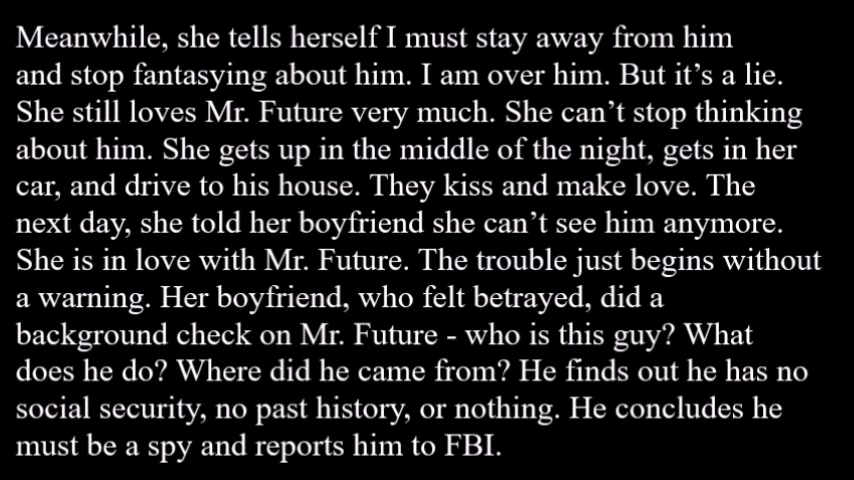 Meanwhile, she tells herself I must stay away from him
and stop fantasying about him. I am over him. But it’s a lie.
She still loves Mr. Future very much. She can’t stop thinking
about him. She gets up in the middle of the night, gets in her
car, and drive to his house. They kiss and make love. The
next day, she told her boyfriend she can’t see him anymore.
She is in love with Mr. Future. The trouble just begins without
a warning. Her boyfriend, who felt betrayed, did a
background check on Mr. Future - who is this guy? What
does he do? Where did he came from? He finds out he has no
social security, no past history, or nothing. He concludes he
must be a spy and reports him to FBI.